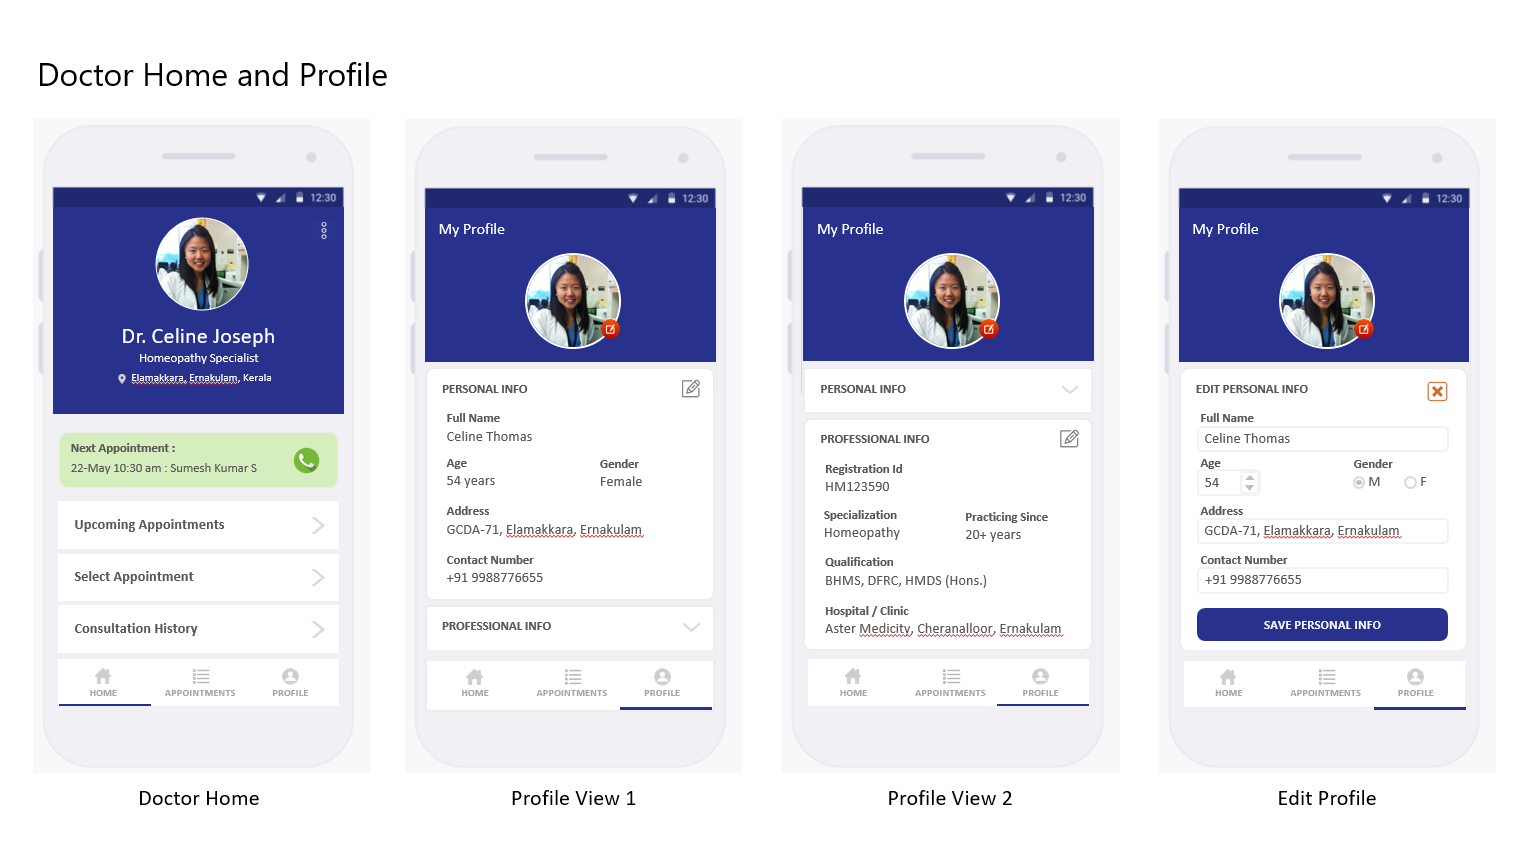 Doctor Home and Profile
12:30
Dr. Celine Joseph
Homeopathy Specialist
Elamakkara, Ernakulam, Kerala
Next Appointment :
22-May 10:30 am : Sumesh Kumar S
Upcoming Appointments
Select Appointment
Consultation History
HOME APPOINTMENTS PROFILE
Doctor Home
12:30
My Profile
PERSONAL INFO
Full Name
Celine Thomas
Age Gender
54 years Female
Address
GCDA-71, Elamakkara, Ernakulam
Contact Number
+91 9988776655
PROFESSIONAL INFO
HOME APPOINTMENTS PROFILE
Profile View 1
12:30
My Profile
PERSONAL INFO
PROFESSIONAL INFO
Registration Id
HM123590
Specialization Practicing Since
Homeopathy 20+ years
Qualification
BHMS, DFRC, HMDS (Hons.)
Hospital / Clinic
Aster Medicity, Cheranalloor, Ernakulam
HOME APPOINTMENTS PROFILE
Profile View 2
12:30
My Profile
EDIT PERSONAL INFO
Full Name
Celine Thomas
Age Gender
54 M F
Address
GCDA-71, Elamakkara, Ernakulam
Contact Number
+91 9988776655
SAVE PERSONAL INFO
HOME APPOINTMENTS PROFILE
Edit Profile